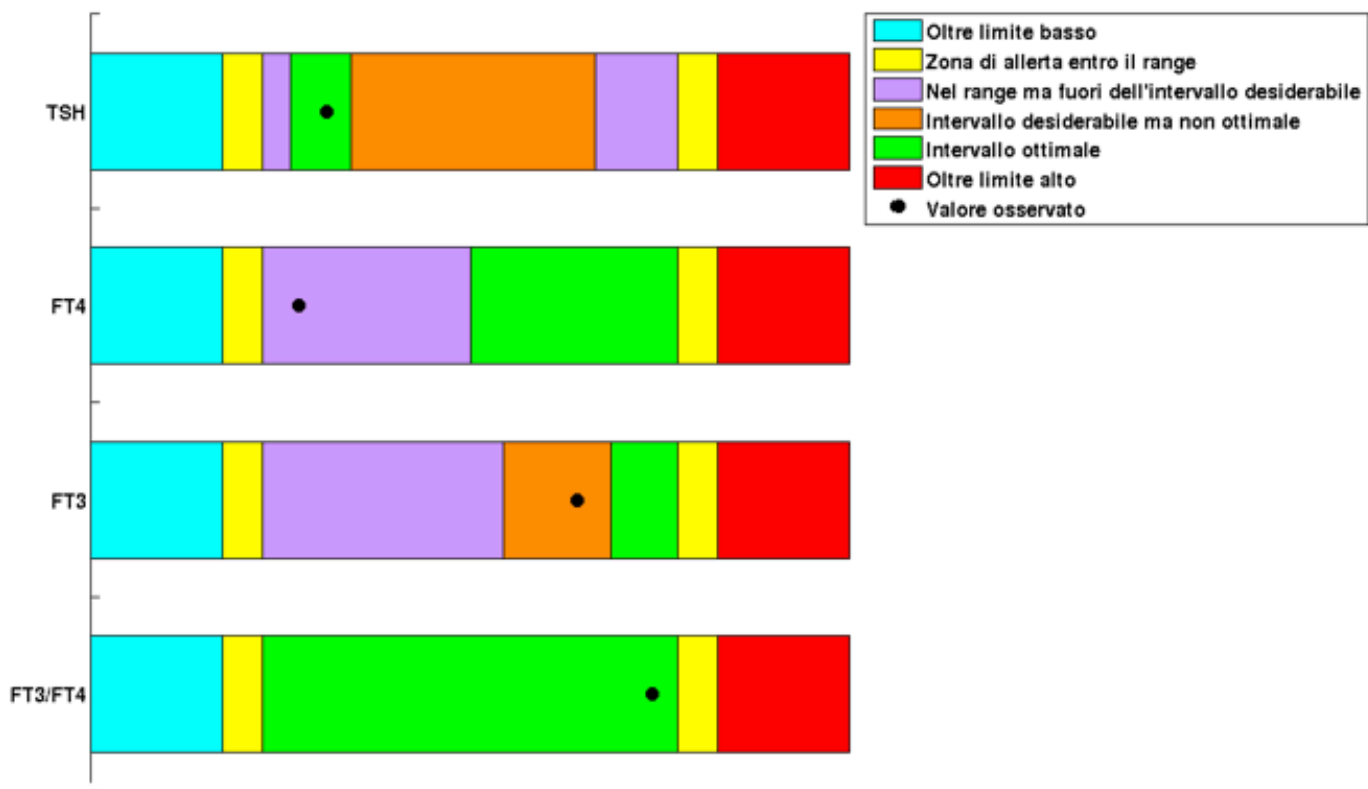 TSH
FT4
FT3
FT3/FT4
Oltre limite basso
Zona di allerta entro il range
Nel range ma fuori dell'intervallo desiderabile
Intervallo desiderabile ma non ottimale
Intervallo ottimale
Oltre limite alto
Valore osservato